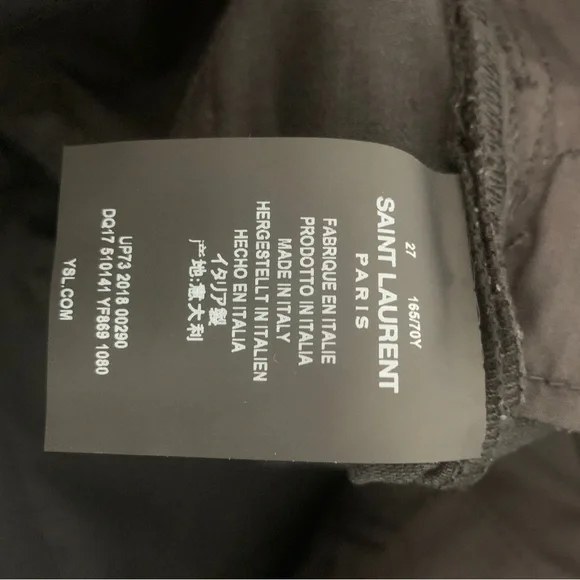 27 165/70Y
SAINT LAURENT
PARIS
FABRIQUE EN ITALIE
PRODOTTO IN ITALIA
MADE IN ITALY
HERGESTELLT IN ITALIEN
HECHO EN ITALIA
イタリア製
产地:意大利
UP73 2018 00290
DQ17 510141 YF869 1080
YSL.COM